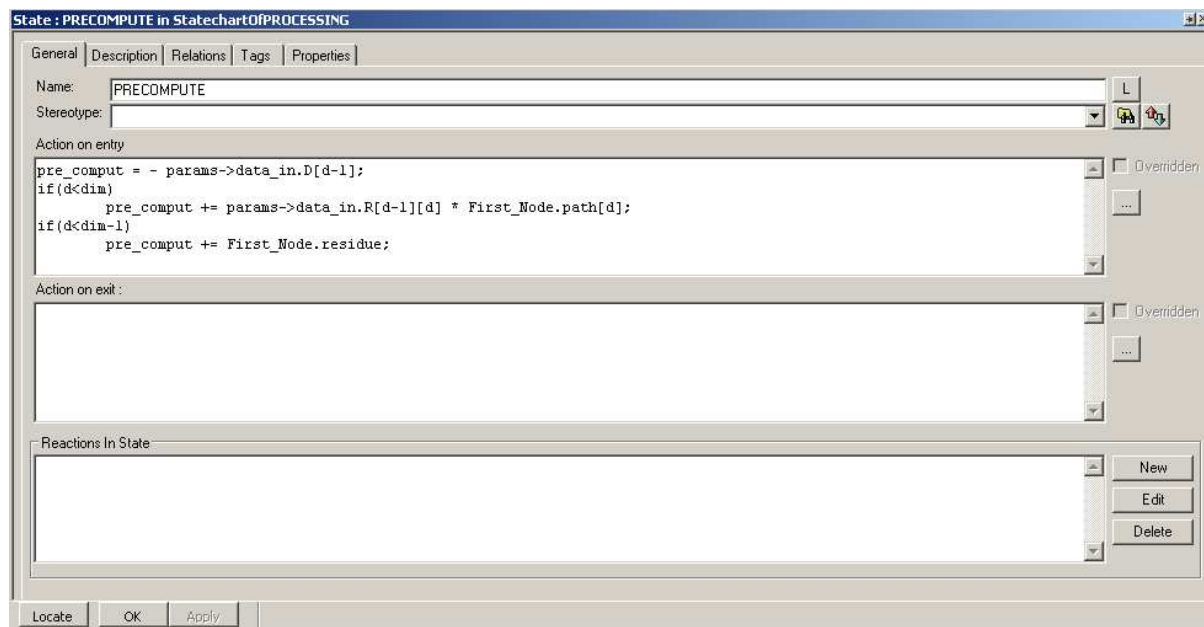 State : PRECOMPUTE in StatechartOfPROCESSING
General Description Relations Tags Properties
Name: PRECOMPUTE L
Stereotype:
Action on entry
pre_comput = - params->data_in.D[d-1]; Overridden
if(d<dim)
pre_comput += params->data_in.R[d-1][d] * First_Node.path[d]; ...
if(d<dim-1)
pre_comput += First_Node.residue;
Action on exit :
Overridden
...
Reactions In State
New
Edit
Delete
Locate OK Apply